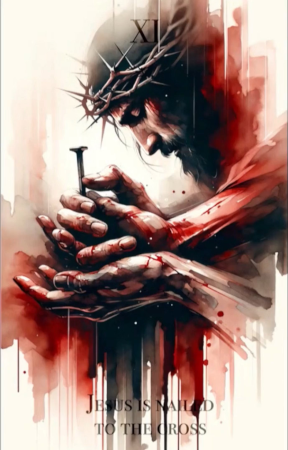 XI
Jesus is nailed
to the cross